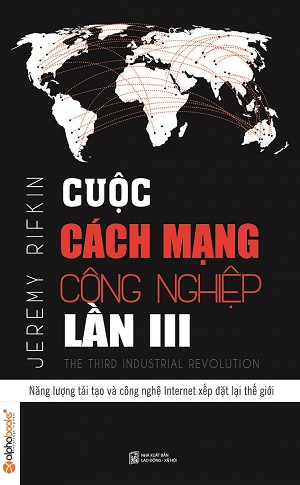 JEREMY RIFKIN
CUỘC
CÁCH MẠNG
CÔNG NGHIỆP
LẦN III
THE THIRD INDUSTRIAL REVOLUTION
Năng lượng tái tạo và công nghệ Internet xếp đặt lại thế giới
alphabooks
NHÀ XUẤT BẢN
LAO ĐỘNG - XÃ HỘI